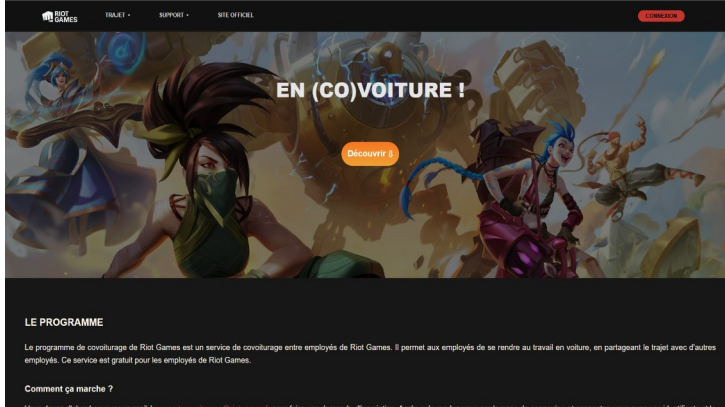 RIOT GAMES
TRAJET
SUPPORT
SITE OFFICIEL
CONNEXION
EN (CO)VOITURE !
Découvrir ⇩
LE PROGRAMME
Le programme de covoiturage de Riot Games est un service de covoiturage entre employés de Riot Games. Il permet aux employés de se rendre au travail en voiture, en partageant le trajet avec d'autres
employés. Ce service est gratuit pour les employés de Riot Games.
Comment ça marche ?